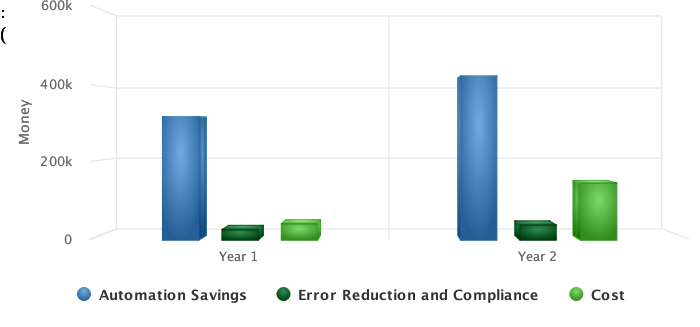 600k
:
(
400k
Money
200k
0
Year 1
Year 2
Automation Savings
Error Reduction and Compliance
Cost